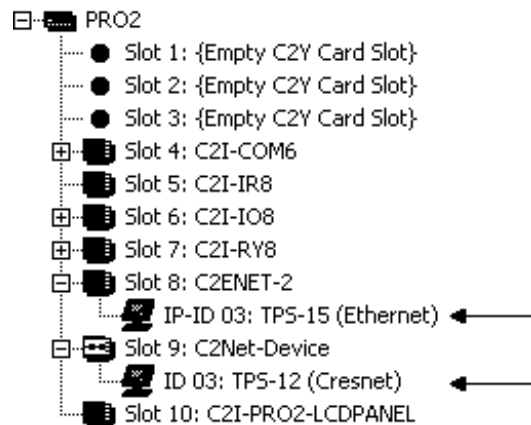 PRO2
Slot 1: {Empty C2Y Card Slot}
Slot 2: {Empty C2Y Card Slot}
Slot 3: {Empty C2Y Card Slot}
Slot 4: C2I-COM6
Slot 5: C2I-IR8
Slot 6: C2I-IO8
Slot 7: C2I-RY8
Slot 8: C2ENET-2
IP-ID 03: TPS-15 (Ethernet)
Slot 9: C2Net-Device
ID 03: TPS-12 (Cresnet)
Slot 10: C2I-PRO2-LCDPANEL